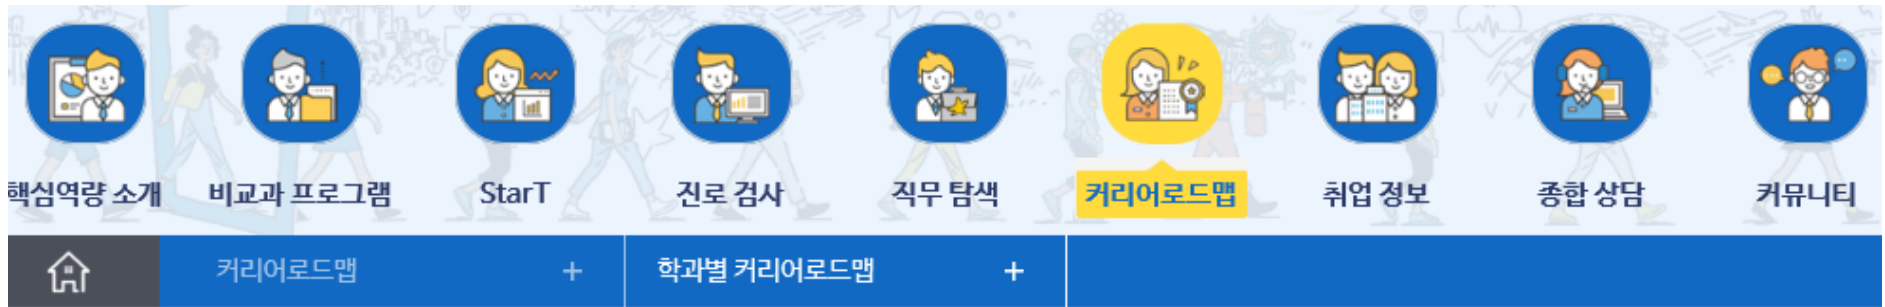 핵심역량 소개
비교과 프로그램
StarT
진로 검사
직무 탐색
커리어로드맵
취업 정보
종합 상담
커뮤니티
커리어로드맵 +
학과별 커리어로드맵 +